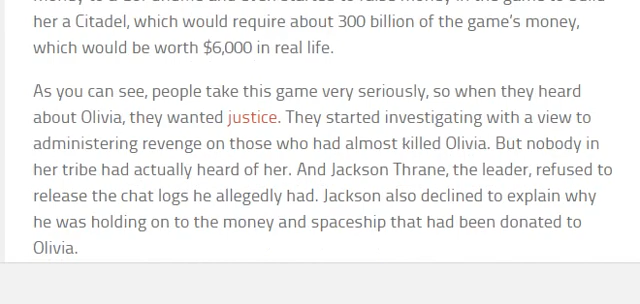 her a Citadel, which would require about 300 billion of the game's money,
which would be worth $6,000 in real life.
As you can see, people take this game very seriously, so when they heard
about Olivia, they wanted justice. They started investigating with a view to
administering revenge on those who had almost killed Olivia. But nobody in
her tribe had actually heard of her. And Jackson Thrane, the leader, refused to
release the chat logs he allegedly had. Jackson also declined to explain why
he was holding on to the money and spaceship that had been donated to
Olivia.